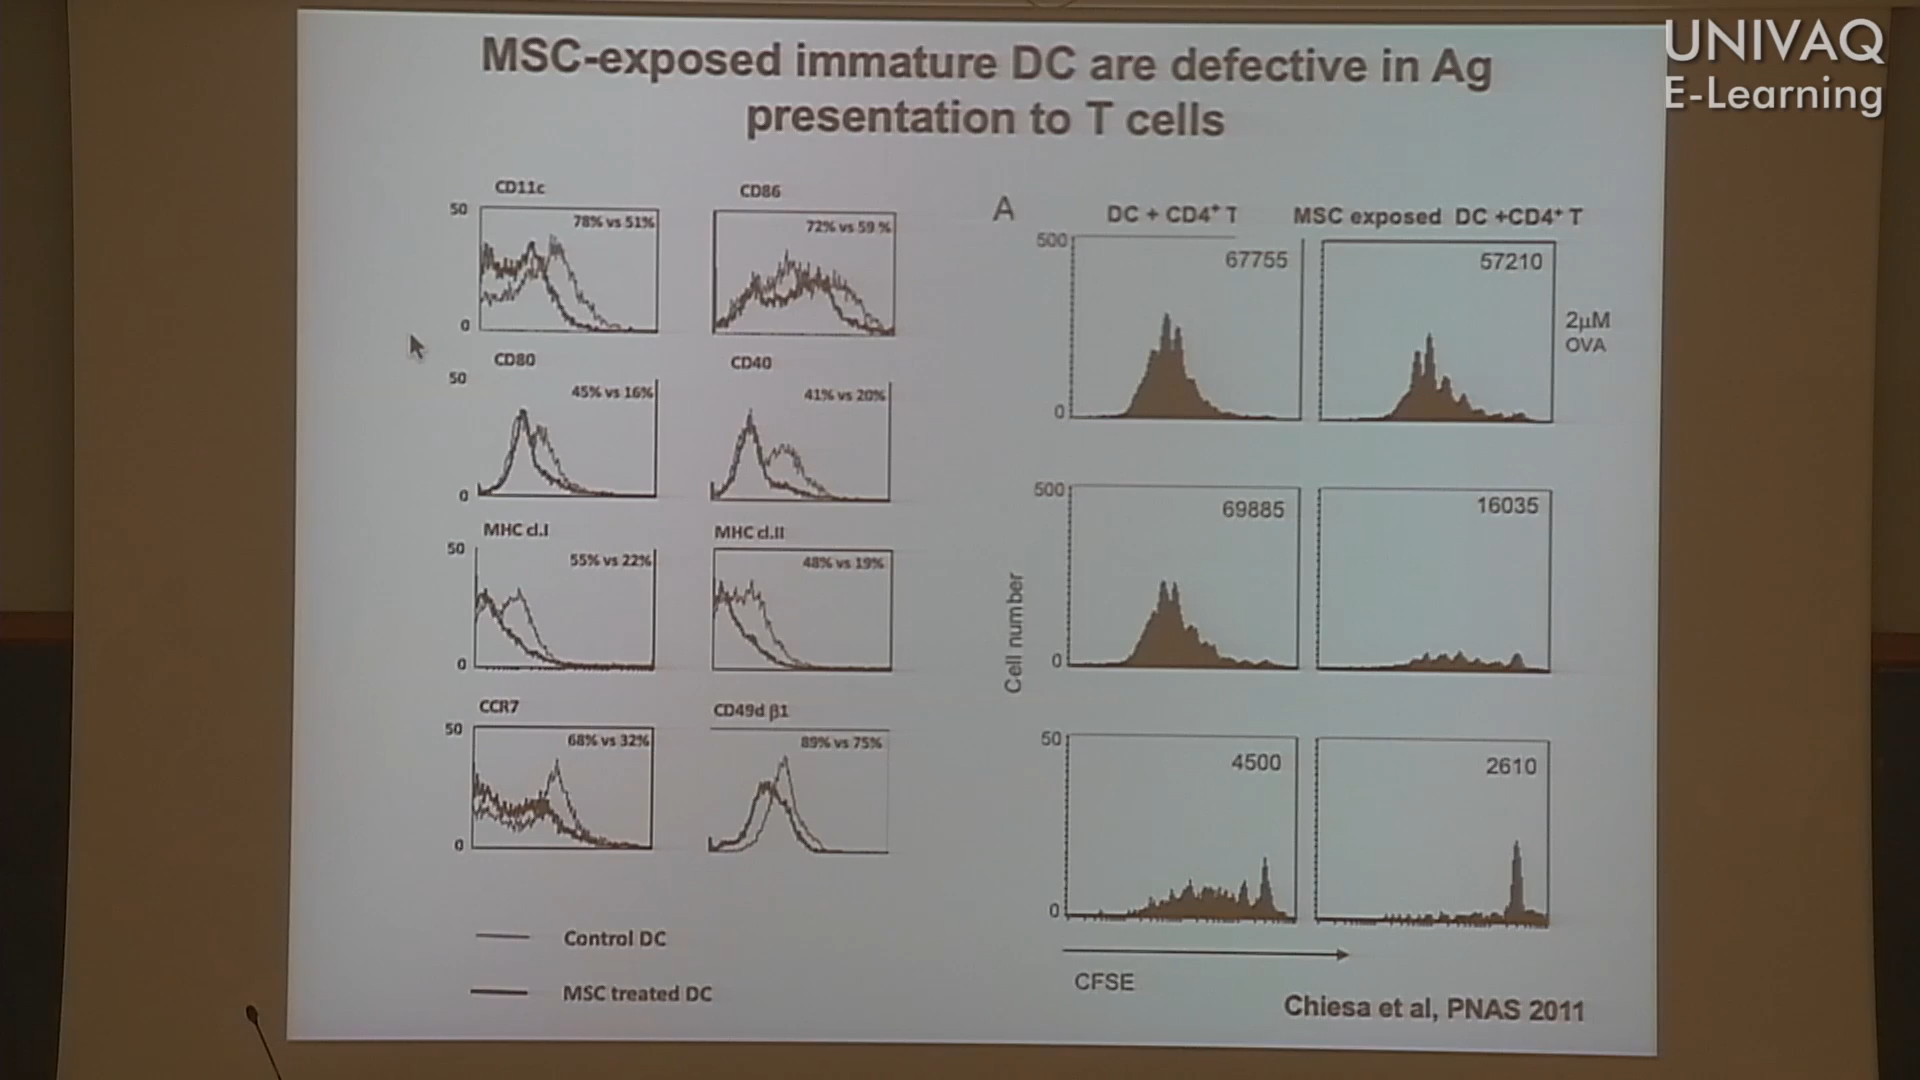 UNIVAQ
E-Learning
MSC-exposed immature DC are defective in Ag
presentation to T cells
CD11c
50
78% vs 51%
0
CD86
72% vs 59 %
CD80
50
45% vs 16%
0
CD40
41% vs 20%
MHC cl.I
50
55% vs 22%
0
MHC cl.II
48% vs 19%
CCR7
50
68% vs 32%
0
CD49d β1
89% vs 75%
Control DC
MSC treated DC
A
DC + CD4⁺ T
MSC exposed DC +CD4⁺ T
500
67755
0
57210
2µM
OVA
500
69885
0
16035
Cell number
50
4500
0
2610
CFSE
Chiesa et al, PNAS 2011